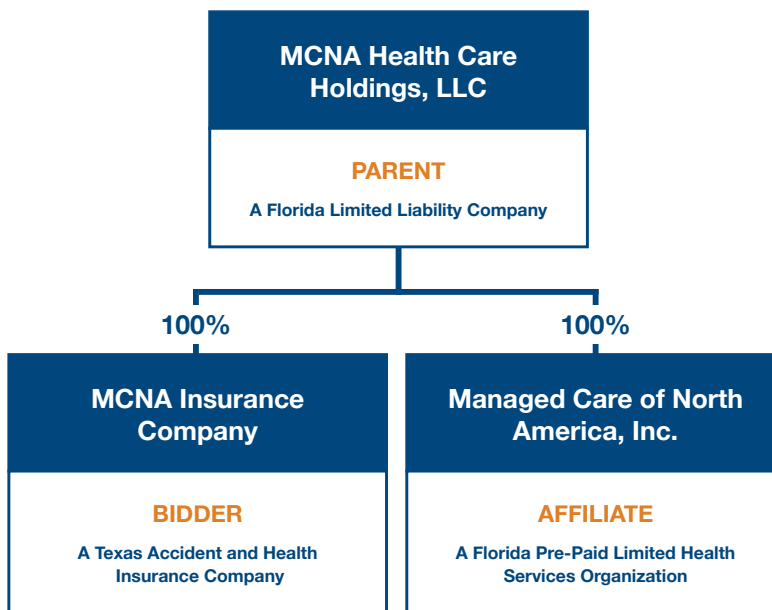 MCNA Health Care
Holdings, LLC
PARENT
A Florida Limited Liability Company
100%
100%
MCNA Insurance
Company
BIDDER
A Texas Accident and Health
Insurance Company
Managed Care of North
America, Inc.
AFFILIATE
A Florida Pre-Paid Limited Health
Services Organization